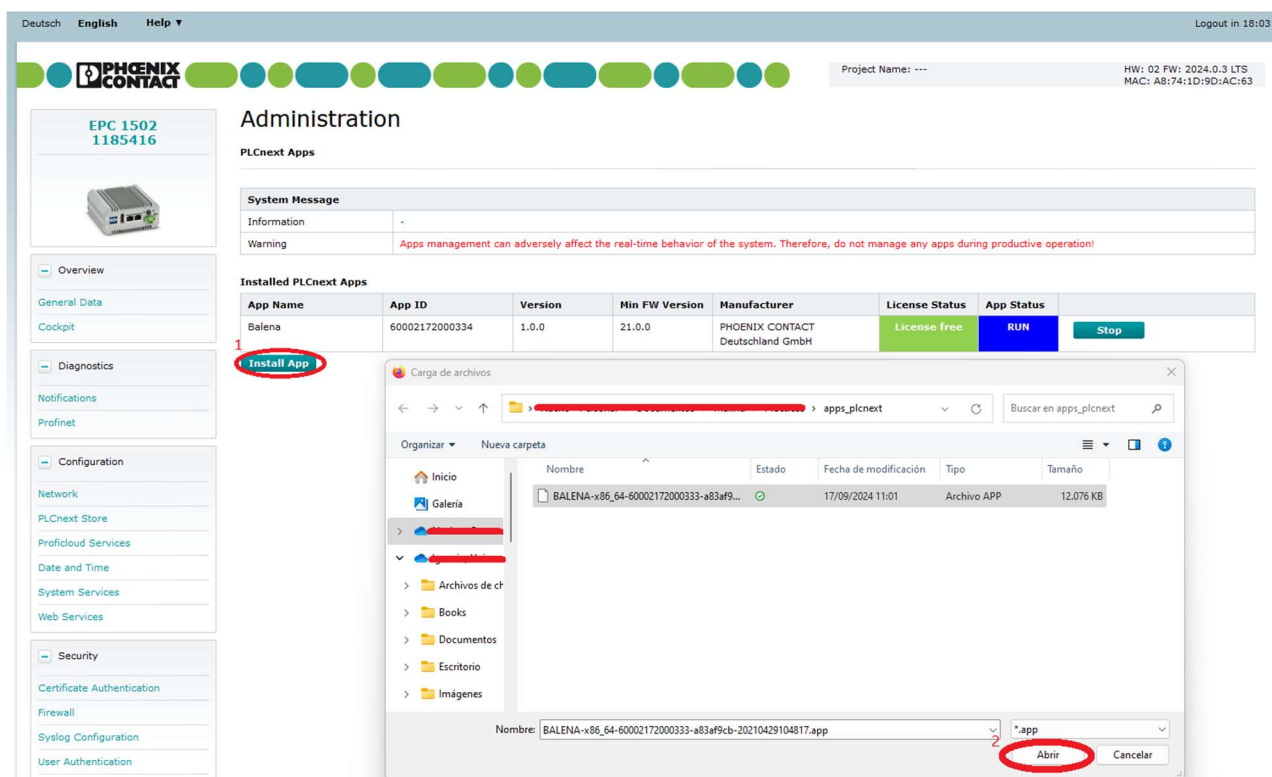 Deutsch English Help ▼ Logout in 18:03
PHŒNIX
CONTACT
Project Name: ---
HW: 02 FW: 2024.0.3 LTS
MAC: A8:74:1D:9D:AC:63
EPC 1502
1185416
Administration
PLCnext Apps
System Message
Information -
Warning Apps management can adversely affect the real-time behavior of the system. Therefore, do not manage any apps during productive operation!
Overview
General Data
Cockpit
Installed PLCnext Apps
App Name App ID Version Min FW Version Manufacturer License Status App Status
Balena 60002172000334 1.0.0 21.0.0 PHOENIX CONTACT License free RUN Stop
Deutschland GmbH
1
Install App
Diagnostics
Notifications
Profinet
Configuration
Network
PLCnext Store
Proficloud Services
Date and Time
System Services
Web Services
Security
Certificate Authentication
Firewall
Syslog Configuration
User Authentication
Carga de archivos
apps_plcnext
Buscar en apps_plcnext
Organizar Nueva carpeta
Nombre Estado Fecha de modificación Tipo Tamaño
BALENA-x86_64-60002172000333-a83af9... 17/09/2024 11:01 Archivo APP 12.076 KB
Inicio
Galería
Archivos de ch
Books
Documentos
Escritorio
Imágenes
Nombre: BALENA-x86_64-60002172000333-a83af9cb-20210429104817.app *.app
2
Abrir Cancelar